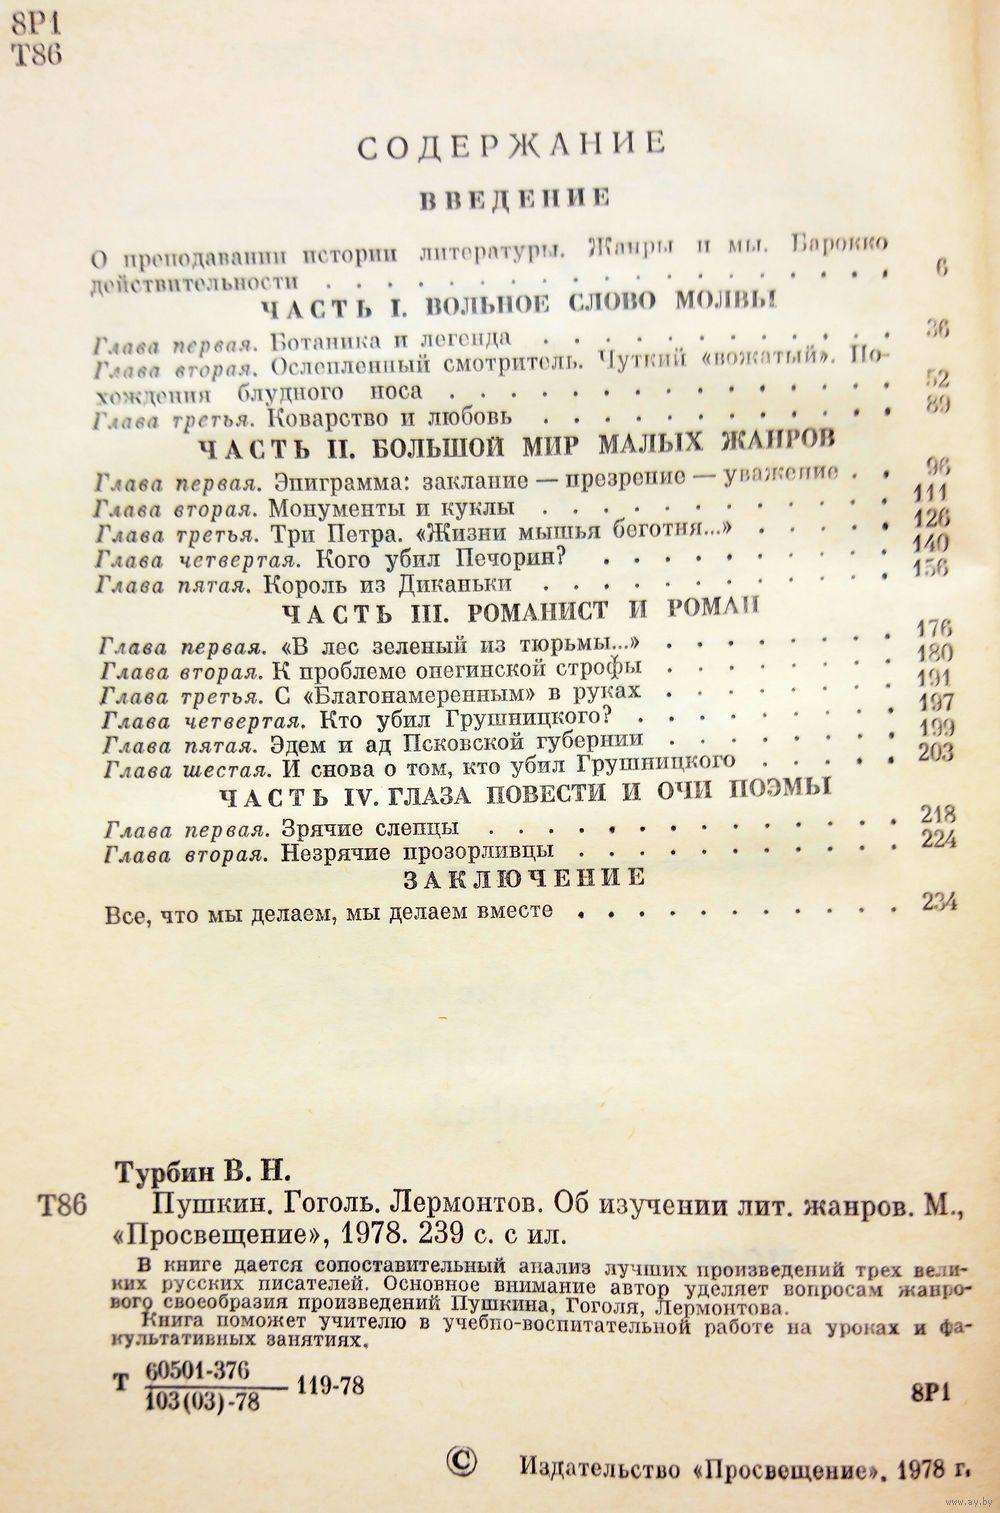 8Р1
Т86
СОДЕРЖАНИЕ
ВВЕДЕНИЕ
О преподавании истории литературы. Жанры и мы. Барокко
действительности . . . . . . . . . . . . . . . . 6
ЧАСТЬ I. ВОЛЬНОЕ СЛОВО МОЛВЫ
Глава первая. Ботаника и легенда . . . . . . . . . . . 36
Глава вторая. Ослепленный смотритель. Чуткий «вожатый». По-
хождения блудного носа . . . . . . . . . . . . . 52
Глава третья. Коварство и любовь . . . . . . . . . . . 89
ЧАСТЬ II. БОЛЬШОЙ МИР МАЛЫХ ЖАНРОВ
Глава первая. Эпиграмма: заклание — презрение — уважение . . 96
Глава вторая. Монументы и куклы . . . . . . . . . . . 111
Глава третья. Три Петра. «Жизни мышья беготня...» . . . . . 126
Глава четвертая. Кого убил Печорин? . . . . . . . . . . 140
Глава пятая. Король из Диканьки . . . . . . . . . . . 156
ЧАСТЬ III. РОМАНИСТ И РОМАН
Глава первая. «В лес зеленый из тюрьмы...» . . . . . . . . 176
Глава вторая. К проблеме онегинской строфы . . . . . . . . 180
Глава третья. С «Благонамеренным» в руках . . . . . . . . 191
Глава четвертая. Кто убил Грушницкого? . . . . . . . . . 197
Глава пятая. Эдем и ад Псковской губернии . . . . . . . . 199
Глава шестая. И снова о том, кто убил Грушницкого . . . . . 203
ЧАСТЬ IV. ГЛАЗА ПОВЕСТИ И ОЧИ ПОЭМЫ
Глава первая. Зрячие слепцы . . . . . . . . . . . . . . 218
Глава вторая. Незрячие прозорливцы . . . . . . . . . . . 224
ЗАКЛЮЧЕНИЕ
Все, что мы делаем, мы делаем вместе . . . . . . . . . . . 234
Турбин В. Н.
Т86 Пушкин. Гоголь. Лермонтов. Об изучении лит. жанров. М.,
«Просвещение», 1978. 239 с. с ил.
В книге дается сопоставительный анализ лучших произведений трех вели-
ких русских писателей. Основное внимание автор уделяет вопросам жанро-
вого своеобразия произведений Пушкина, Гоголя, Лермонтова.
Книга поможет учителю в учебно-воспитательной работе на уроках и фа-
культативных занятиях.
60501-376
Т — 119-78
103(03)-78
8Р1
© Издательство «Просвещение», 1978 г.
www.ay.by